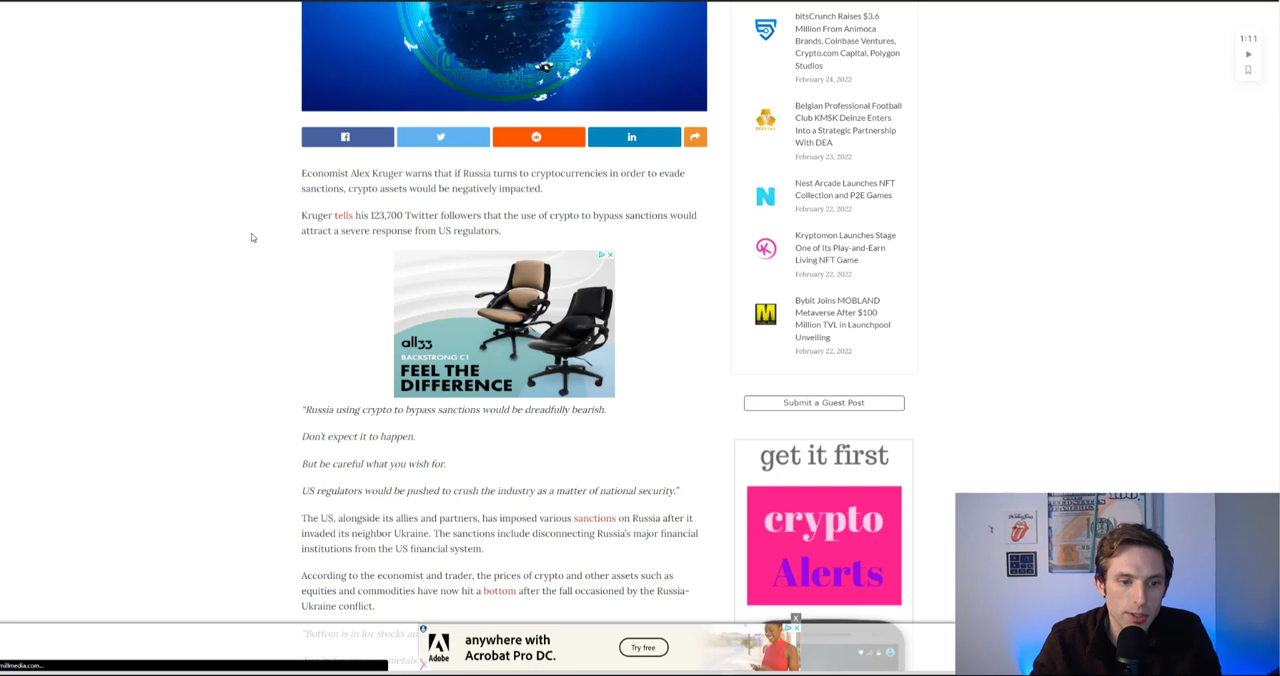 Economist Alex Kruger warns that if Russia turns to cryptocurrencies in order to evade
sanctions, crypto assets would be negatively impacted.
Kruger tells his 123,700 Twitter followers that the use of crypto to bypass sanctions would
attract a severe response from US regulators.
all33
BACKSTRONG C1
FEEL THE
DIFFERENCE
"Russia using crypto to bypass sanctions would be dreadfully bearish.
Don't expect it to happen.
But be careful what you wish for.
US regulators would be pushed to crush the industry as a matter of national security."
The US, alongside its allies and partners, has imposed various sanctions on Russia after it
invaded its neighbor Ukraine. The sanctions include disconnecting Russia's major financial
institutions from the US financial system.
According to the economist and trader, the prices of crypto and other assets such as
equities and commodities have now hit a bottom after the fall occasioned by the Russia-
Ukraine conflict.
"Bottom is in for stocks an
metals.
bitsCrunch Raises $3.6
Million From Animoca
Brands, Coinbase Ventures,
Crypto.com Capital, Polygon
Studios
February 24, 2022
Belgian Professional Football
Club KMSK Deinze Enters
Into a Strategic Partnership
With DEA
February 23, 2022
Nest Arcade Launches NFT
Collection and P2E Games
February 22, 2022
Kryptomon Launches Stage
One of Its Play-and-Earn
Living NFT Game
February 22, 2022
Bybit Joins MOBLAND
Metaverse After $100
Million TVL in Launchpool
Unveiling
February 22, 2022
Submit a Guest Post
get it first
crypto
Alerts
1:11
Adobe
anywhere with
Acrobat Pro DC.
Try free
millmedia.com...